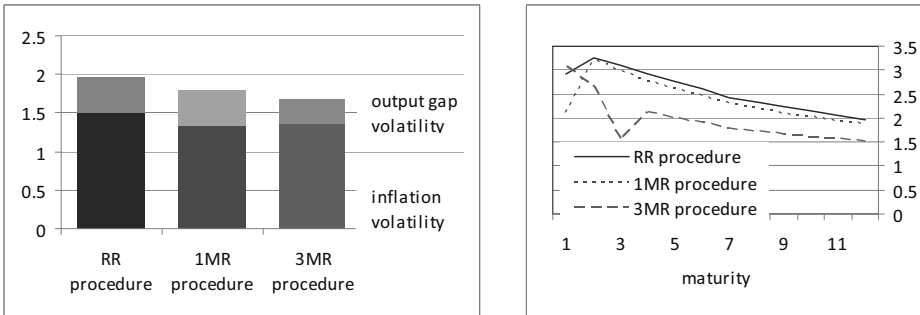 2.5
2
1.5
1
0.5
0
output gap
volatility
inflation
volatility
RR
procedure
1MR
procedure
3MR
procedure
3.5
3
2.5
2
1.5
1
0.5
0
RR procedure
1MR procedure
3MR procedure
1 3 5 7 9 11
maturity